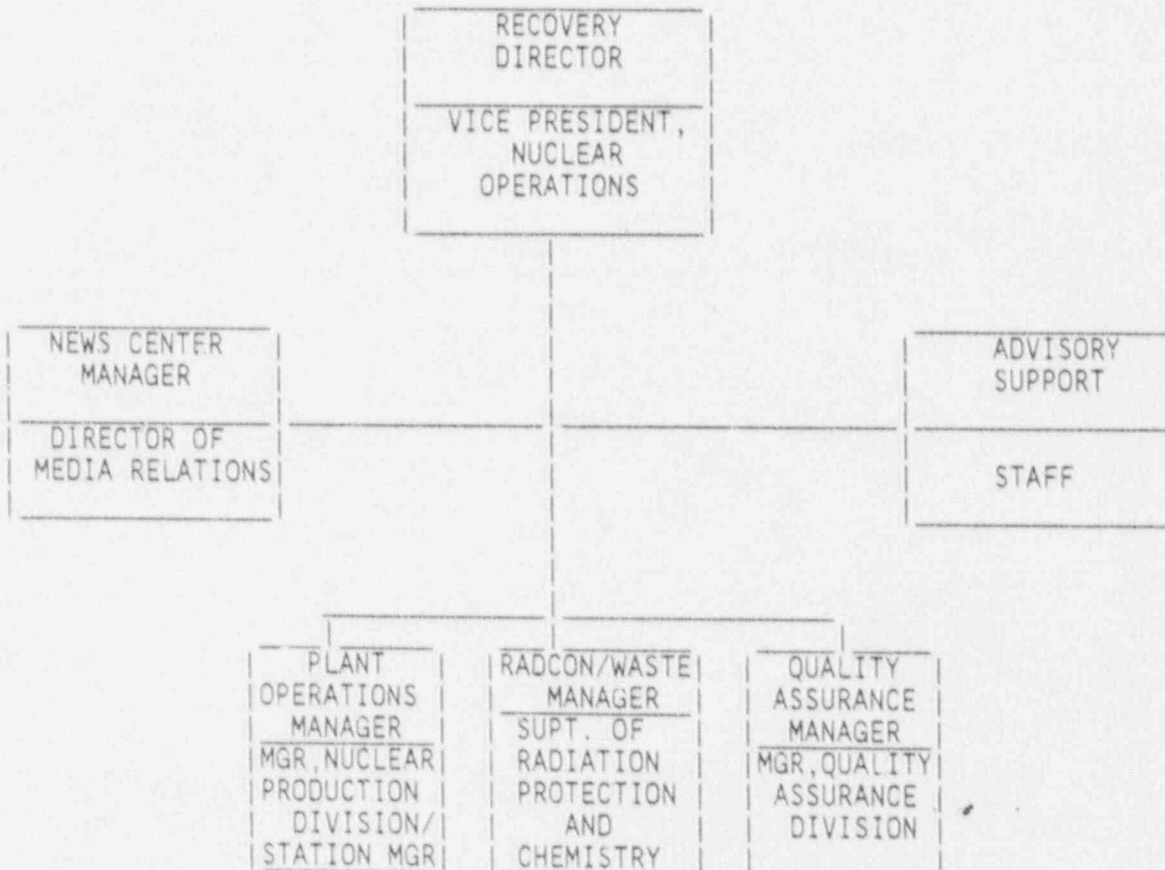 RECOVERY
DIRECTOR
VICE PRESIDENT,
NUCLEAR
OPERATIONS
NEWS CENTER
MANAGER
DIRECTOR OF
MEDIA RELATIONS
ADVISORY
SUPPORT
STAFF
PLANT
OPERATIONS
MANAGER
MGR,NUCLEAR
PRODUCTION
DIVISION/
STATION MGR
RADCON/WASTE
MANAGER
SUPT. OF
RADIATION
PROTECTION
AND
CHEMISTRY
QUALITY
ASSURANCE
MANAGER
MGR,QUALITY
ASSURANCE
DIVISION